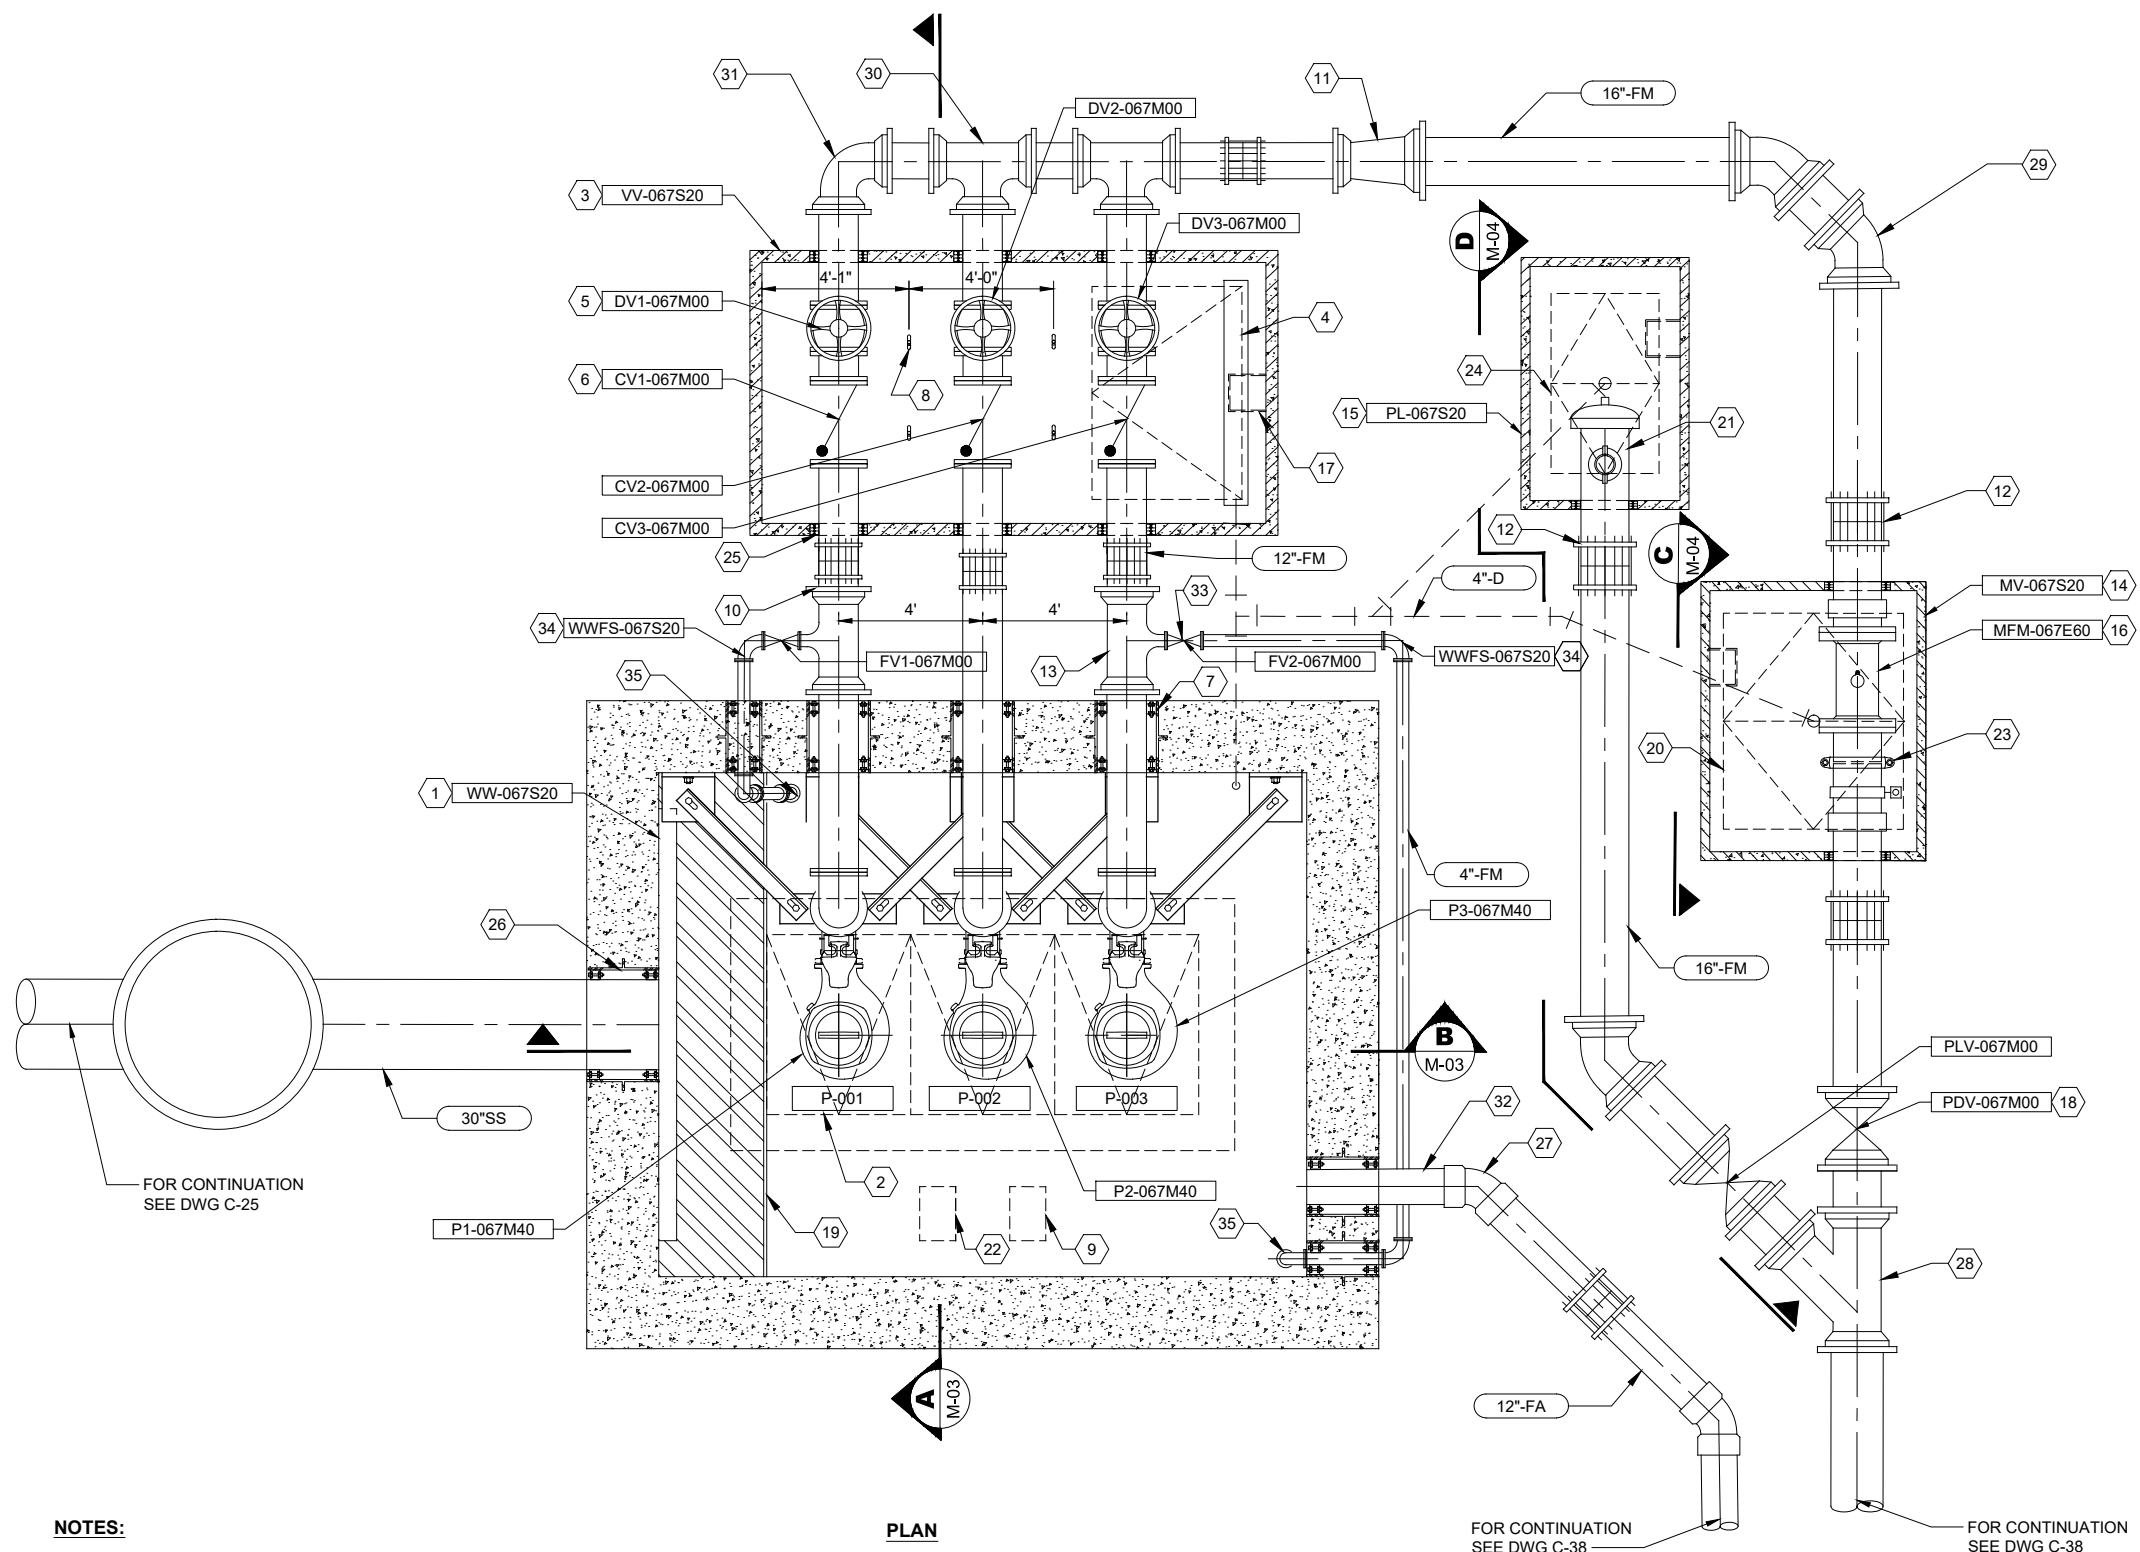 31
30
DV2-067M00
11
16"-FM
29
3 VV-067S20
DV3-067M00
D
M-04
4'-1"
4'-0"
5 DV1-067M00
4
6 CV1-067M00
8
24
15 PL-067S20
21
17
CV2-067M00
CV3-067M00
12
12
25
12"-FM
C
M-04
4"-D
MV-067S20 14
10
4'
4'
33
34 WWFS-067S20
MFM-067E60 16
FV1-067M00
FV2-067M00
WWFS-067S20 34
35
13
7
20
23
1 WW-067S20
4"-FM
P3-067M40
26
16"-FM
B
M-03
PLV-067M00
P-001
P-002
P-003
30"SS
32
PDV-067M00 18
27
FOR CONTINUATION
SEE DWG C-25
2
P2-067M40
P1-067M40
19
22
9
35
28
A
M-03
12"-FA
NOTES:
PLAN
FOR CONTINUATION
SEE DWG C-38
FOR CONTINUATION
SEE DWG C-38